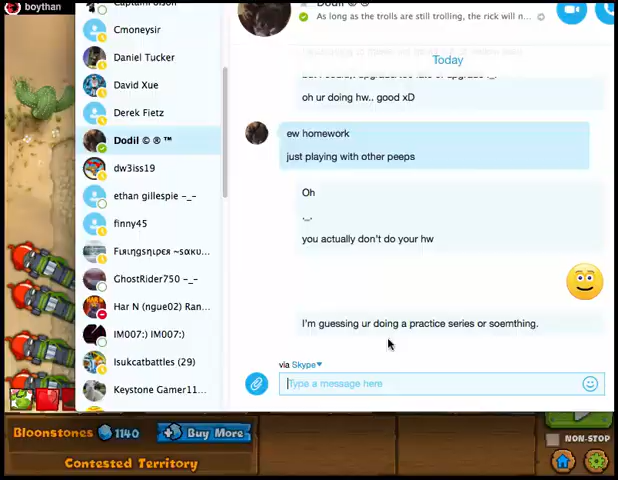 boythan
Cmoneysir
Daniel Tucker
David Xue
Derek Fietz
Dodil © ® ™
dw3iss19
ethan gillespie -_-
finny45
GhostRider750 -_-
Har N (ngue02) Ran...
IM007:) IM007:)
Isukcatbattles (29)
Keystone Gamer11...
As long as the trolls are still trolling, the rick will n...
Today
oh ur doing hw.. good xD
ew homework
just playing with other peeps
Oh
._.
you actually don't do your hw
I'm guessing ur doing a practice series or soemthing.
via Skype
Type a message here
Bloonstones 1140 Buy More
Contested Territory
NON-STOP